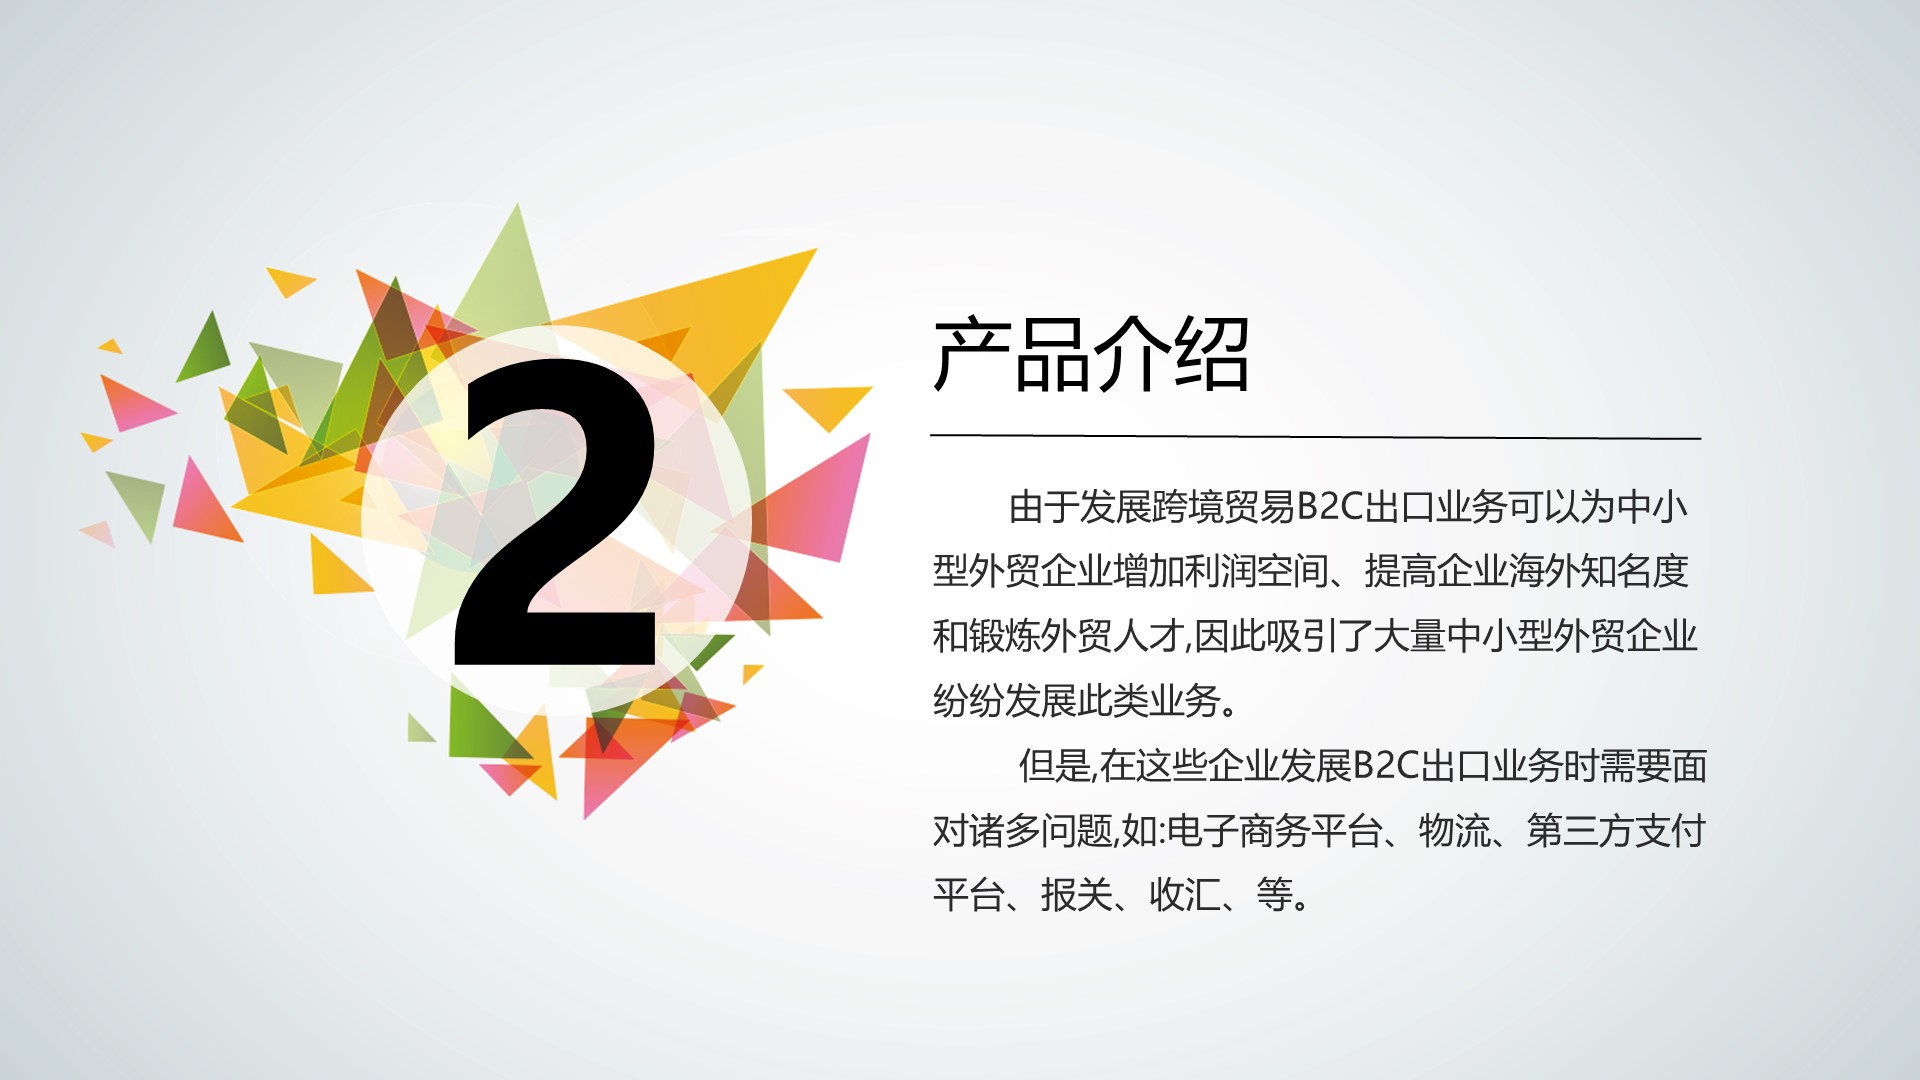 2
产品介绍
由于发展跨境贸易B2C出口业务可以为中小
型外贸企业增加利润空间、提高企业海外知名度
和锻炼外贸人才,因此吸引了大量中小型外贸企业
纷纷发展此类业务。
但是,在这些企业发展B2C出口业务时需要面
对诸多问题,如:电子商务平台、物流、第三方支付
平台、报关、收汇、等。